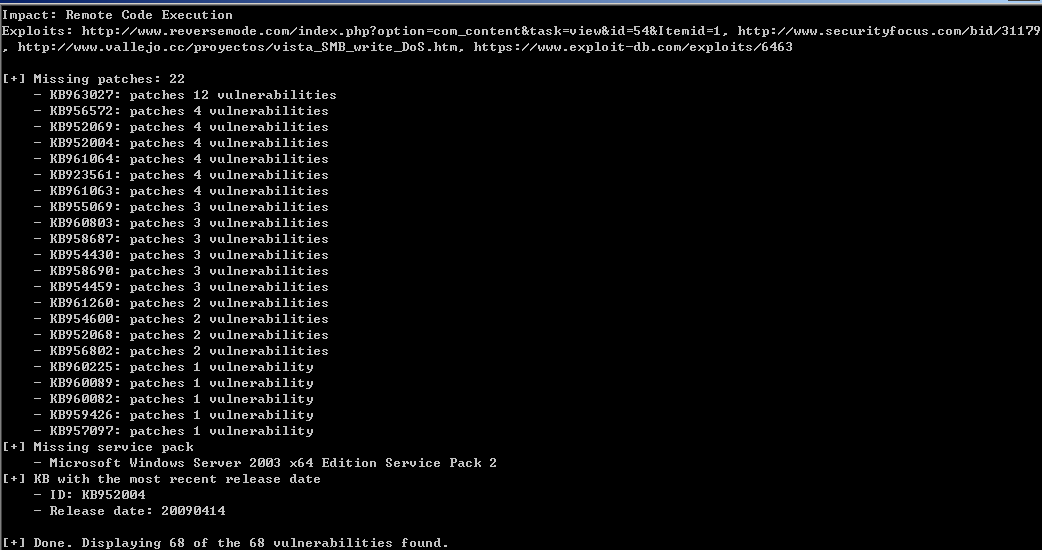 Impact: Remote Code Execution
Exploits: http://www.reversemode.com/index.php?option=com_content&task=view&id=54&Itemid=1, http://www.securityfocus.com/bid/31179
, http://www.vallejo.cc/proyectos/vista_SMB_write_DoS.htm, https://www.exploit-db.com/exploits/6463
[+] Missing patches: 22
- KB963027: patches 12 vulnerabilities
- KB956572: patches 4 vulnerabilities
- KB952069: patches 4 vulnerabilities
- KB952004: patches 4 vulnerabilities
- KB961064: patches 4 vulnerabilities
- KB923561: patches 4 vulnerabilities
- KB961063: patches 4 vulnerabilities
- KB955069: patches 3 vulnerabilities
- KB960803: patches 3 vulnerabilities
- KB958687: patches 3 vulnerabilities
- KB954430: patches 3 vulnerabilities
- KB958690: patches 3 vulnerabilities
- KB954459: patches 3 vulnerabilities
- KB961260: patches 2 vulnerabilities
- KB954600: patches 2 vulnerabilities
- KB952068: patches 2 vulnerabilities
- KB956802: patches 2 vulnerabilities
- KB960225: patches 1 vulnerability
- KB960089: patches 1 vulnerability
- KB960082: patches 1 vulnerability
- KB959426: patches 1 vulnerability
- KB957097: patches 1 vulnerability
[+] Missing service pack
- Microsoft Windows Server 2003 x64 Edition Service Pack 2
[+] KB with the most recent release date
- ID: KB952004
- Release date: 20090414
[+] Done. Displaying 68 of the 68 vulnerabilities found.